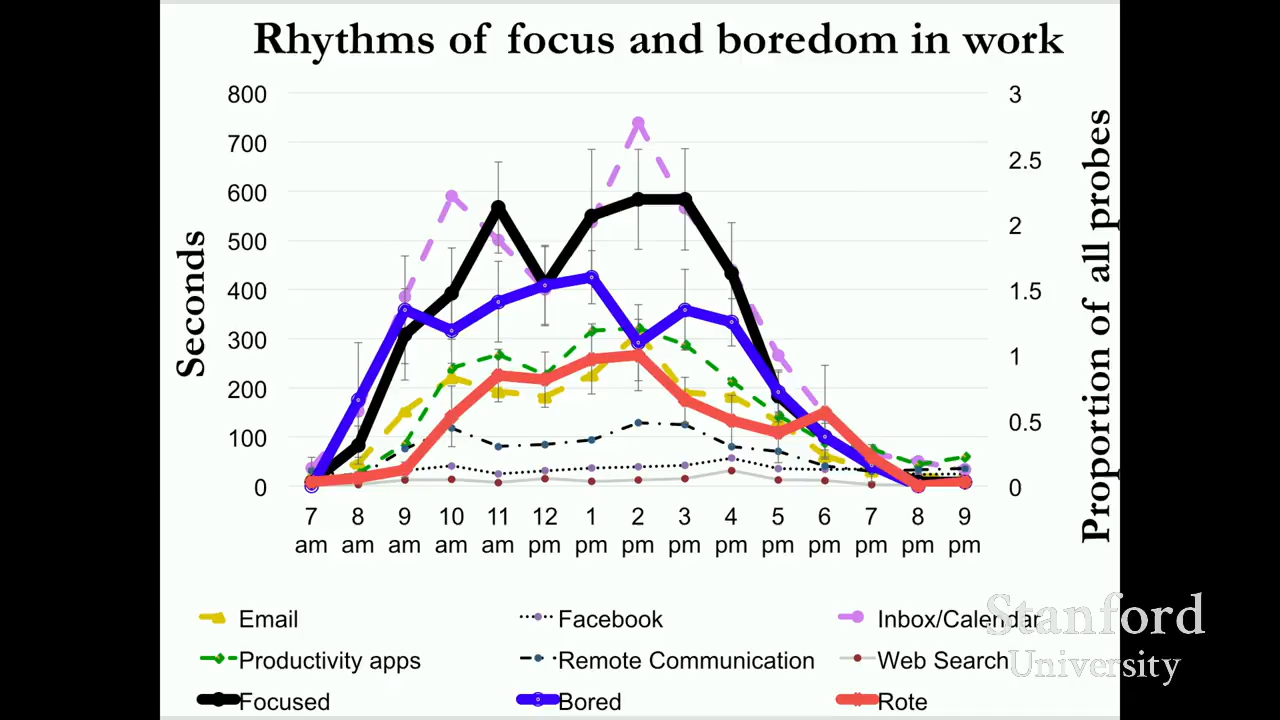 Rhythms of focus and boredom in work
800
700
600
500
400
300
200
100
0
Seconds
3
2.5
2
1.5
1
0.5
0
Proportion of all probes
7 8 9 10 11 12 1 2 3 4 5 6 7 8 9
am am am am am pm pm pm pm pm pm pm pm pm pm
Email Facebook Inbox/Calendar
Productivity apps Remote Communication Web Search
Focused Bored Rote
Stanford
University